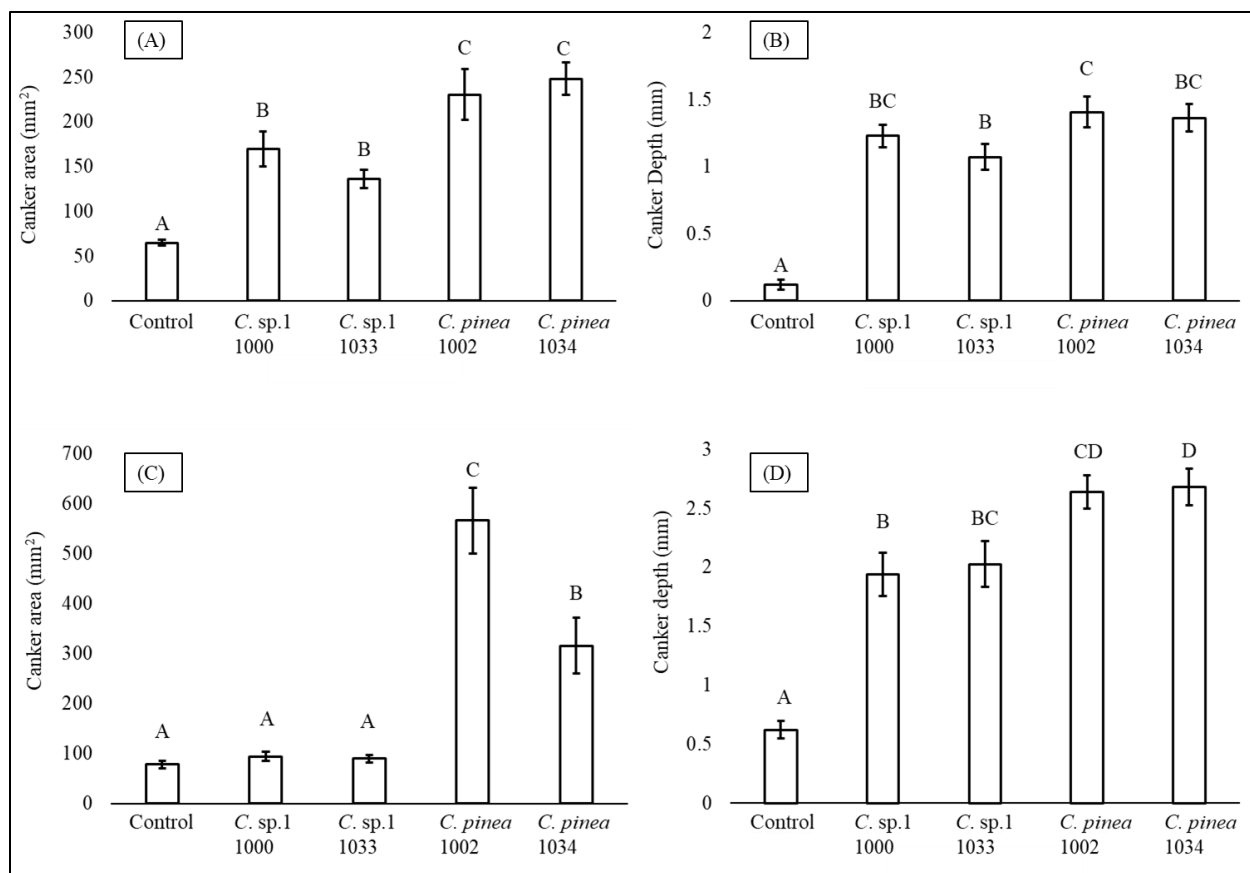 (A)
Canker area (mm²)
300
250
200
150
100
50
0
A
B
B
C
C
Control
C. sp.1
1000
C. sp.1
1033
C. pinea
1002
C. pinea
1034
(B)
Canker Depth (mm)
2
1.5
1
0.5
0
A
BC
B
C
BC
Control
C. sp.1
1000
C. sp.1
1033
C. pinea
1002
C. pinea
1034
(C)
Canker area (mm²)
700
600
500
400
300
200
100
0
A
A
A
C
B
Control
C. sp.1
1000
C. sp.1
1033
C. pinea
1002
C. pinea
1034
(D)
Canker depth (mm)
3
2.5
2
1.5
1
0.5
0
A
B
BC
CD
D
Control
C. sp.1
1000
C. sp.1
1033
C. pinea
1002
C. pinea
1034